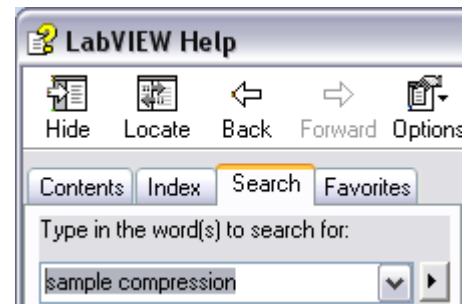 LabVIEW Help
Hide Locate Back Forward Options
Contents Index Search Favorites
Type in the word(s) to search for:
sample compression